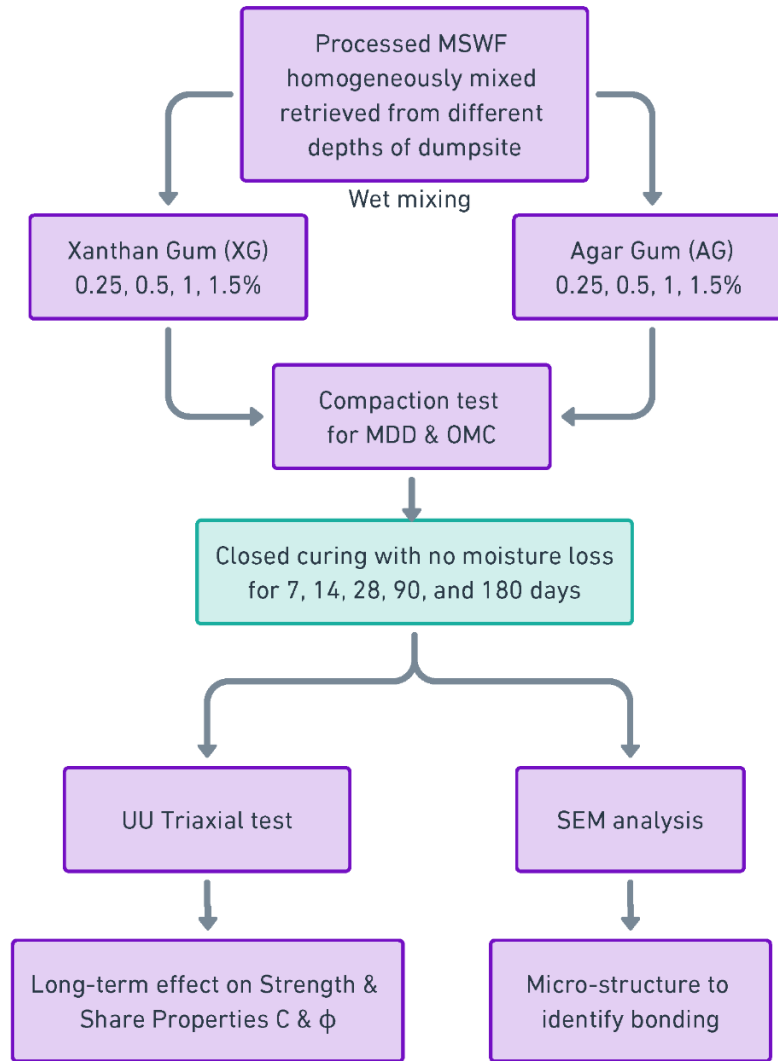 Processed MSWF
homogeneously mixed
retrieved from different
depths of dumpsite
Wet mixing
Xanthan Gum (XG)
0.25, 0.5, 1, 1.5%
Agar Gum (AG)
0.25, 0.5, 1, 1.5%
Compaction test
for MDD & OMC
Closed curing with no moisture loss
for 7, 14, 28, 90, and 180 days
UU Triaxial test
SEM analysis
Long-term effect on Strength &
Share Properties C & ϕ
Micro-structure to
identify bonding